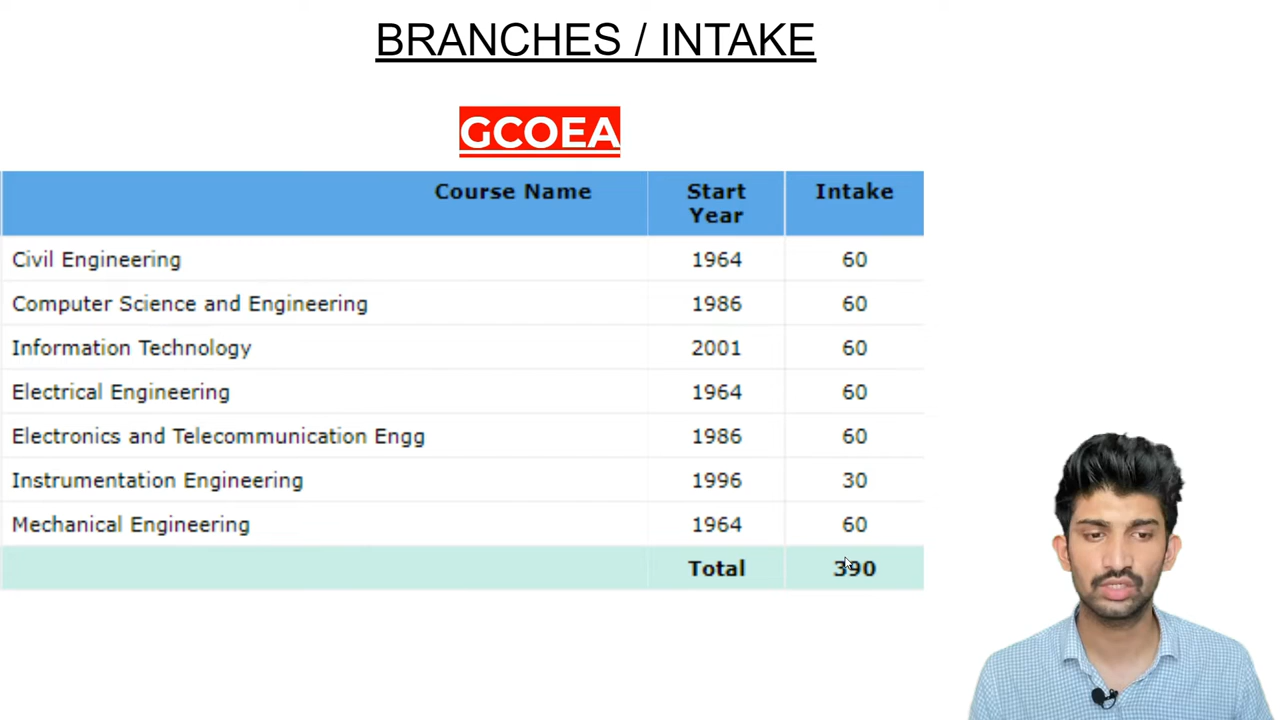 BRANCHES / INTAKE
GCOEA
Course Name Start Year Intake
Civil Engineering 1964 60
Computer Science and Engineering 1986 60
Information Technology 2001 60
Electrical Engineering 1964 60
Electronics and Telecommunication Engg 1986 60
Instrumentation Engineering 1996 30
Mechanical Engineering 1964 60
Total 390